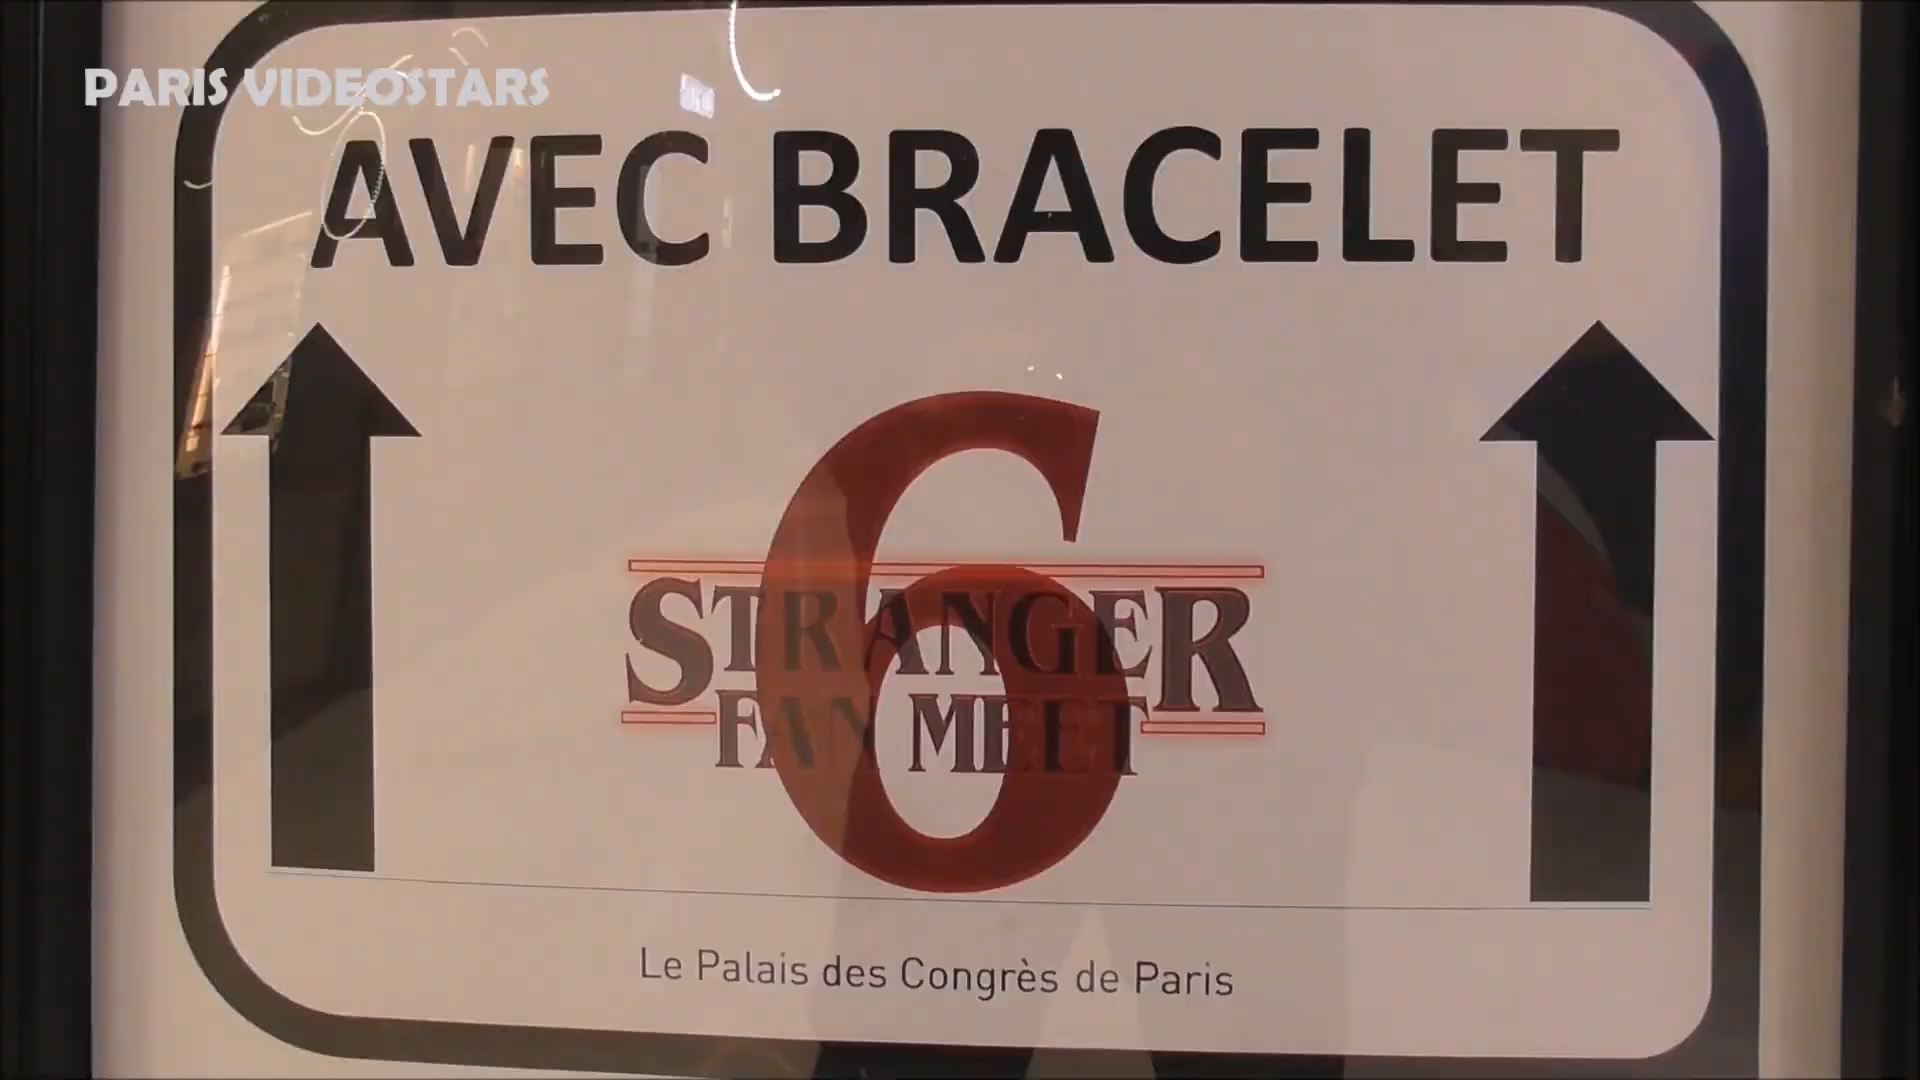 PARIS VIDEOSTARS
AVEC BRACELET
6
STRANGER
FAN MEET
Le Palais des Congrès de Paris